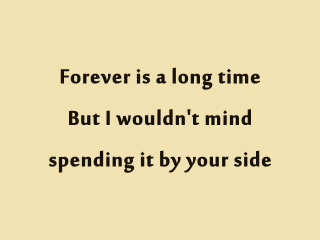 Forever is a long time
But I wouldn't mind
spending it by your side